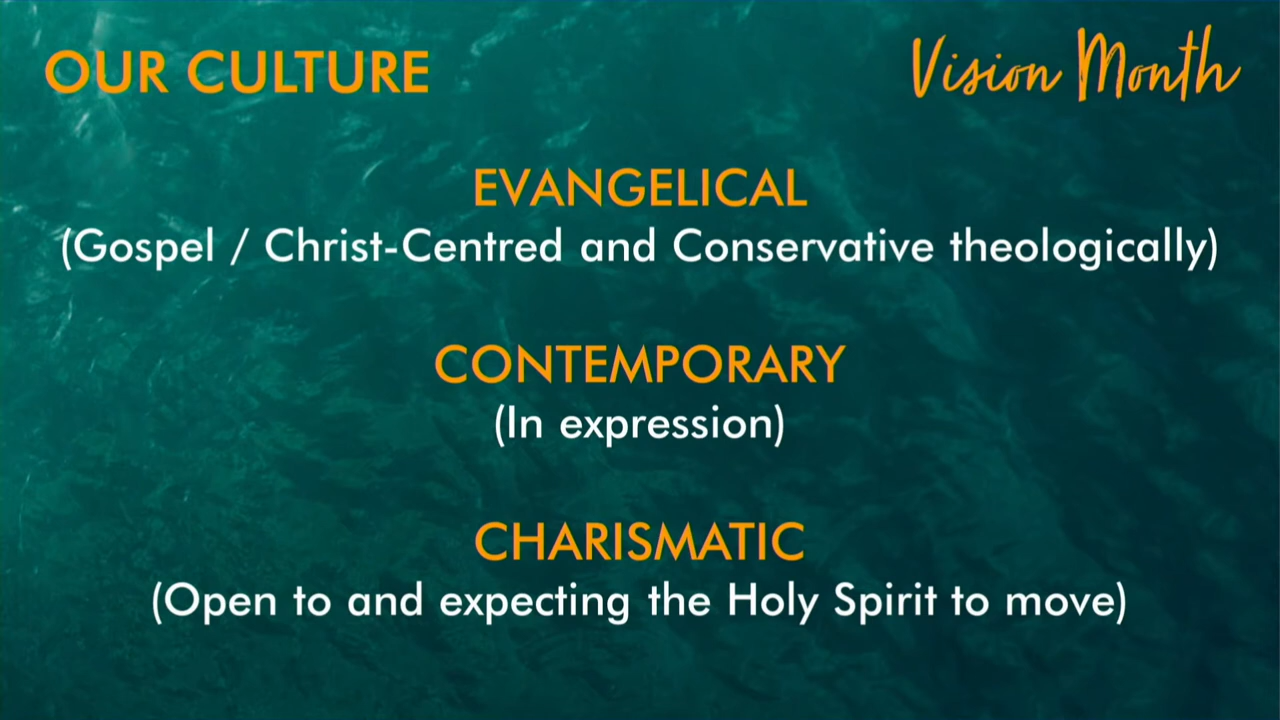 OUR CULTURE
Vision Month
EVANGELICAL
(Gospel / Christ-Centred and Conservative theologically)
CONTEMPORARY
(In expression)
CHARISMATIC
(Open to and expecting the Holy Spirit to move)